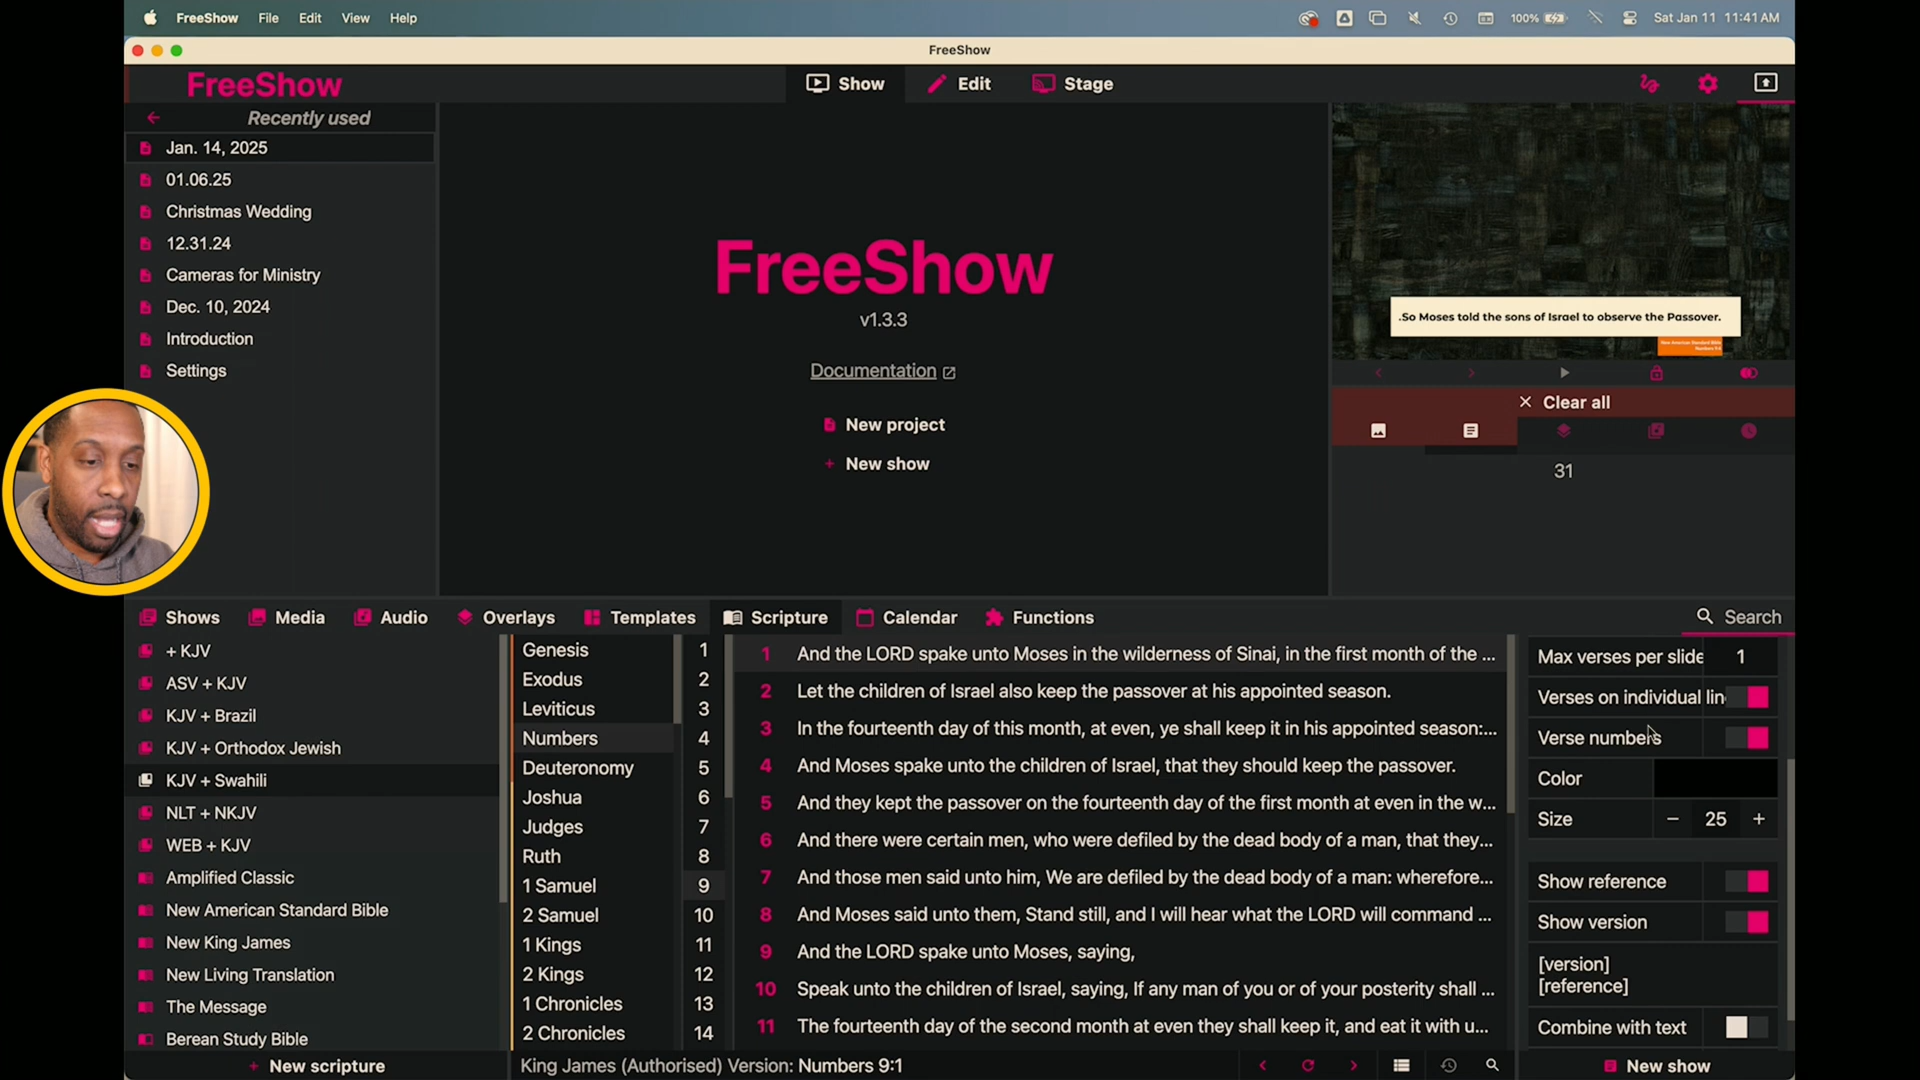 FreeShow File Edit View Help
100% Sat Jan 11 11:41 AM
FreeShow
FreeShow
Show Edit Stage
Recently used
Jan. 14, 2025
01.06.25
Christmas Wedding
12.31.24
Cameras for Ministry
Dec. 10, 2024
Introduction
Settings
FreeShow
v1.3.3
Documentation
New project
+ New show
.So Moses told the sons of Israel to observe the Passover.
New American Standard Bible
Numbers 9:4
Clear all
31
Shows Media Audio Overlays Templates Scripture Calendar Functions Search
+ KJV
ASV + KJV
KJV + Brazil
KJV + Orthodox Jewish
KJV + Swahili
NLT + NKJV
WEB + KJV
Amplified Classic
New American Standard Bible
New King James
New Living Translation
The Message
Berean Study Bible
+ New scripture
Genesis
Exodus
Leviticus
Numbers
Deuteronomy
Joshua
Judges
Ruth
1 Samuel
2 Samuel
1 Kings
2 Kings
1 Chronicles
2 Chronicles
1
2
3
4
5
6
7
8
9
10
11
12
13
14
1 And the LORD spake unto Moses in the wilderness of Sinai, in the first month of the ...
2 Let the children of Israel also keep the passover at his appointed season.
3 In the fourteenth day of this month, at even, ye shall keep it in his appointed season:...
4 And Moses spake unto the children of Israel, that they should keep the passover.
5 And they kept the passover on the fourteenth day of the first month at even in the w...
6 And there were certain men, who were defiled by the dead body of a man, that they...
7 And those men said unto him, We are defiled by the dead body of a man: wherefore...
8 And Moses said unto them, Stand still, and I will hear what the LORD will command ...
9 And the LORD spake unto Moses, saying,
10 Speak unto the children of Israel, saying, If any man of you or of your posterity shall ...
11 The fourteenth day of the second month at even they shall keep it, and eat it with u...
King James (Authorised) Version: Numbers 9:1
Max verses per slide 1
Verses on individual lin
Verse numbers
Color
Size − 25 +
Show reference
Show version
[version]
[reference]
Combine with text
New show